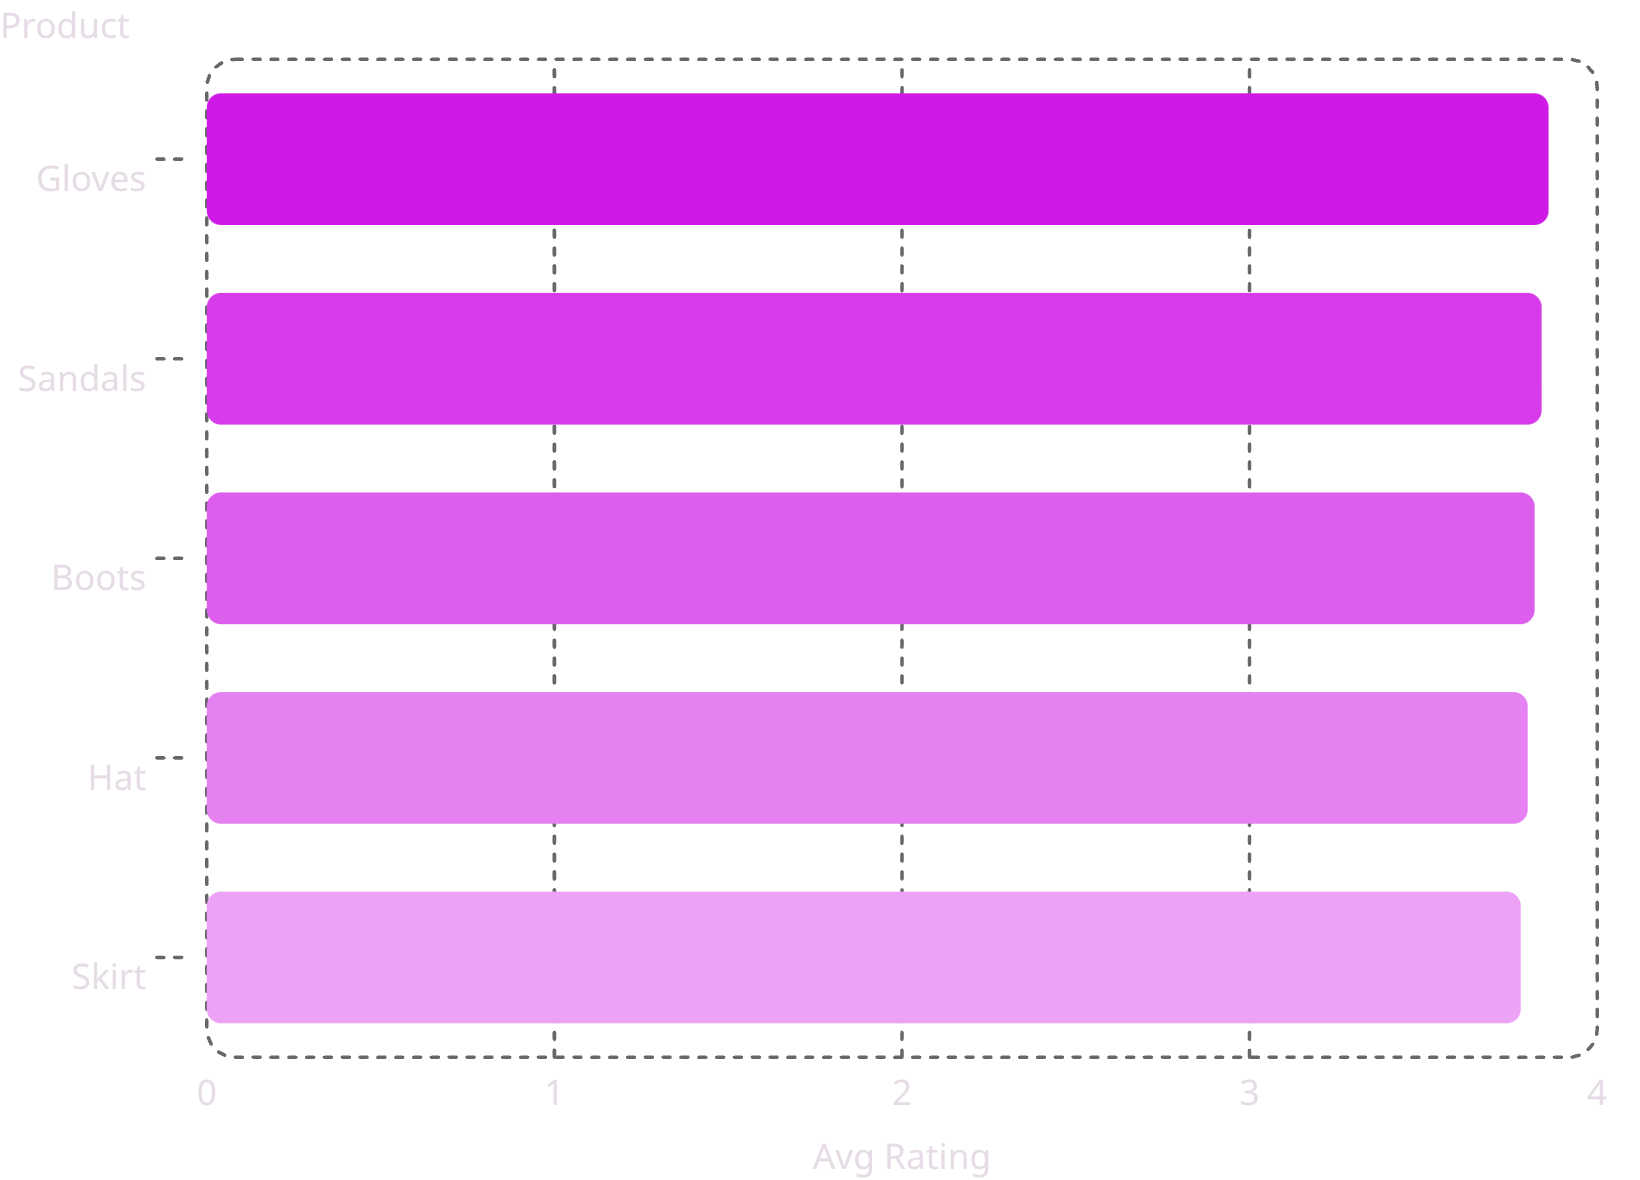 Product
Gloves
Sandals
Boots
Hat
Skirt
0 1 2 3 4
Avg Rating